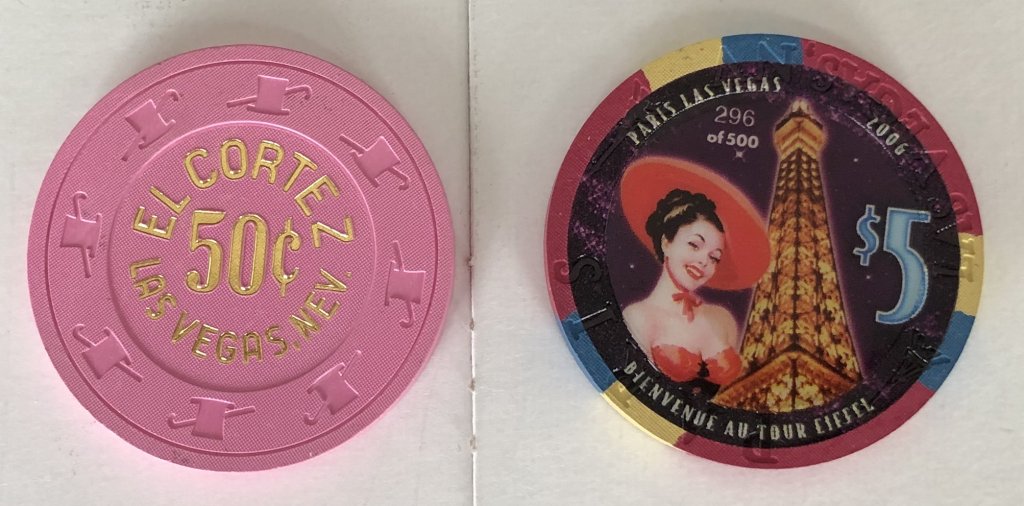 EL CORTEZ
50¢
LAS VEGAS, NEV.
PARIS LAS VEGAS
2006
296
of 500
$5
BIENVENUE AU TOUR EIFFEL